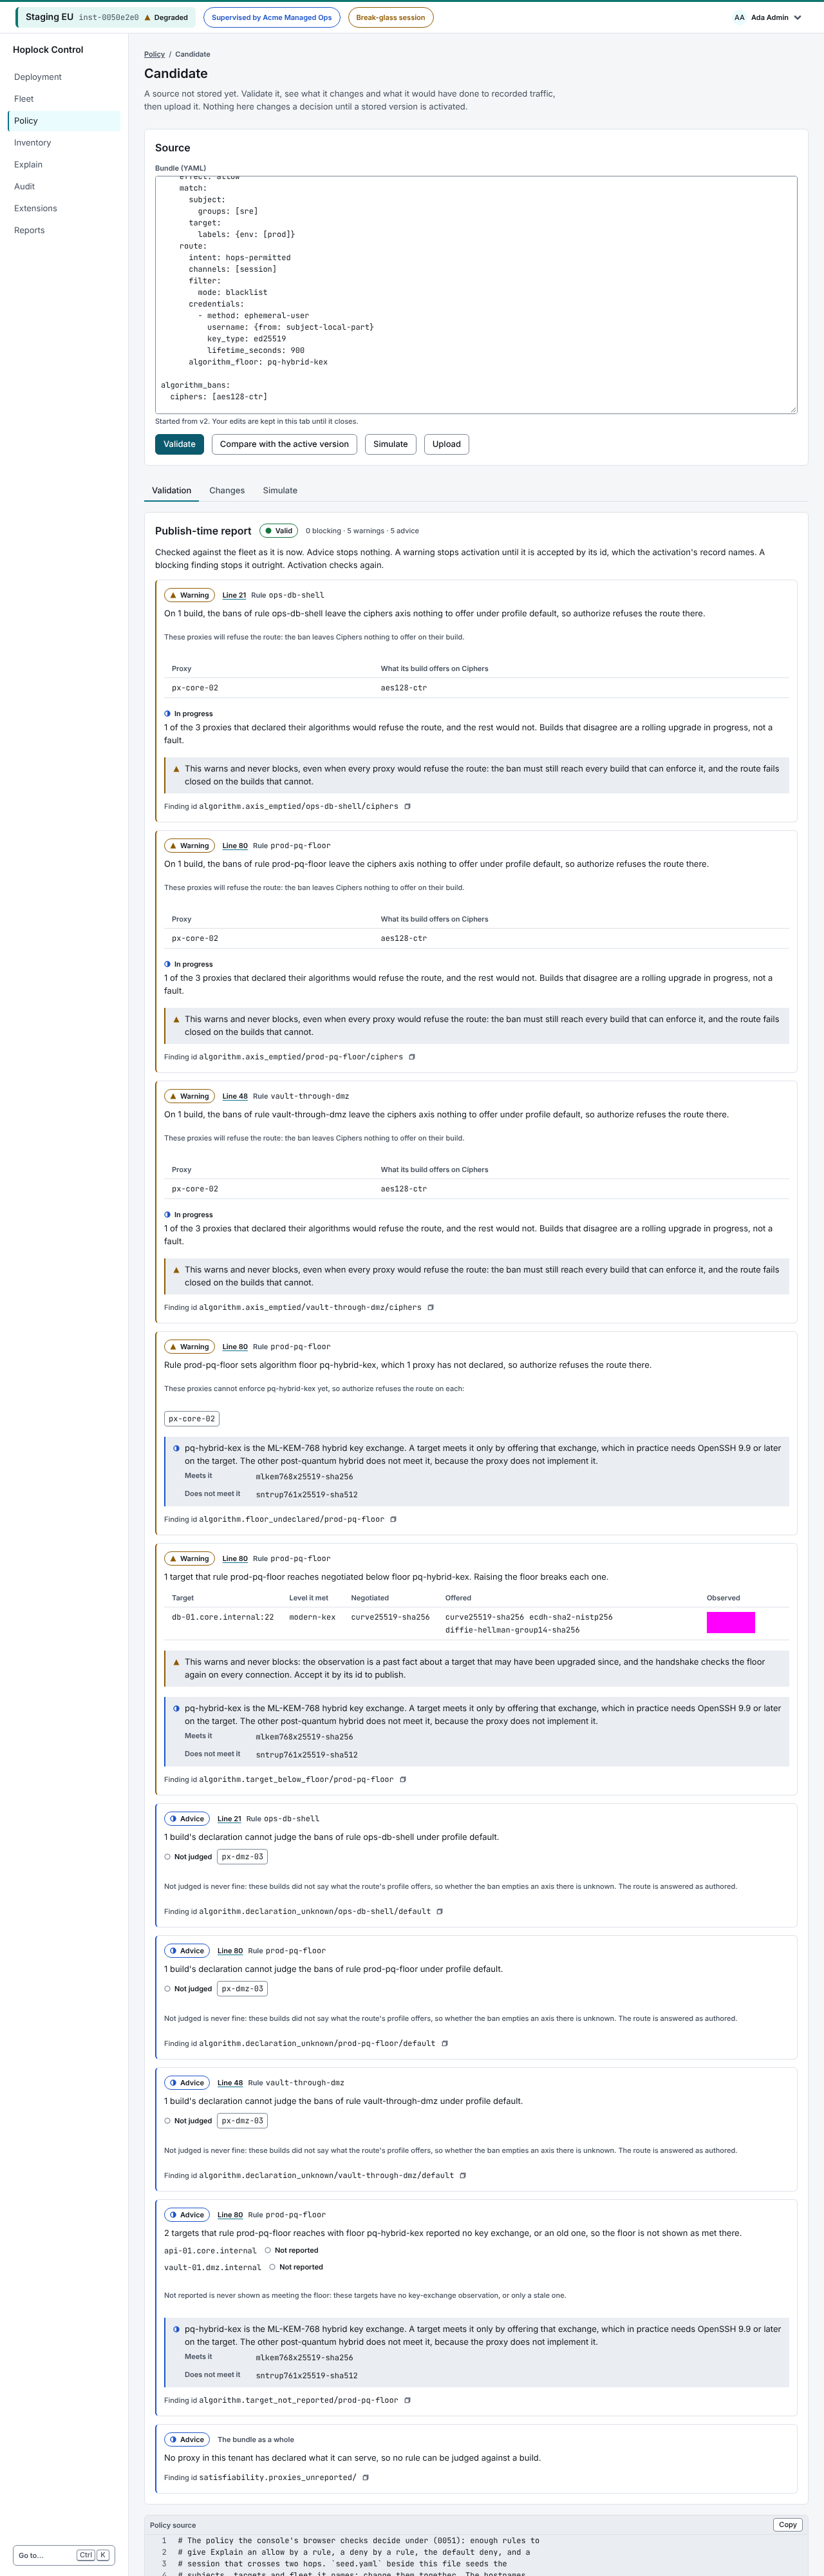 Staging EU inst-0050e2e0 Degraded Supervised by Acme Managed Ops Break-glass session AA Ada Admin
Hoplock Control
Deployment
Fleet
Policy
Inventory
Explain
Audit
Extensions
Reports
Go to... Ctrl K
Policy / Candidate
Candidate
A source not stored yet. Validate it, see what it changes and what it would have done to recorded traffic,
then upload it. Nothing here changes a decision until a stored version is activated.
Source
Bundle (YAML)
effect: allow
match:
subject:
groups: [sre]
target:
labels: {env: [prod]}
route:
intent: hops-permitted
channels: [session]
filter:
mode: blacklist
credentials:
- method: ephemeral-user
username: {from: subject-local-part}
key_type: ed25519
lifetime_seconds: 900
algorithm_floor: pq-hybrid-kex
algorithm_bans:
ciphers: [aes128-ctr]
Started from v2. Your edits are kept in this tab until it closes.
Validate Compare with the active version Simulate Upload
Validation Changes Simulate
Publish-time report Valid 0 blocking · 5 warnings · 5 advice
Checked against the fleet as it is now. Advice stops nothing. A warning stops activation until it is accepted by its id, which the activation's record names. A
blocking finding stops it outright. Activation checks again.
Warning Line 21 Rule ops-db-shell
On 1 build, the bans of rule ops-db-shell leave the ciphers axis nothing to offer under profile default, so authorize refuses the route there.
These proxies will refuse the route: the ban leaves Ciphers nothing to offer on their build.
Proxy What its build offers on Ciphers
px-core-02 aes128-ctr
In progress
1 of the 3 proxies that declared their algorithms would refuse the route, and the rest would not. Builds that disagree are a rolling upgrade in progress, not a
fault.
This warns and never blocks, even when every proxy would refuse the route: the ban must still reach every build that can enforce it, and the route fails
closed on the builds that cannot.
Finding id algorithm.axis_emptied/ops-db-shell/ciphers
Warning Line 80 Rule prod-pq-floor
On 1 build, the bans of rule prod-pq-floor leave the ciphers axis nothing to offer under profile default, so authorize refuses the route there.
These proxies will refuse the route: the ban leaves Ciphers nothing to offer on their build.
Proxy What its build offers on Ciphers
px-core-02 aes128-ctr
In progress
1 of the 3 proxies that declared their algorithms would refuse the route, and the rest would not. Builds that disagree are a rolling upgrade in progress, not a
fault.
This warns and never blocks, even when every proxy would refuse the route: the ban must still reach every build that can enforce it, and the route fails
closed on the builds that cannot.
Finding id algorithm.axis_emptied/prod-pq-floor/ciphers
Warning Line 48 Rule vault-through-dmz
On 1 build, the bans of rule vault-through-dmz leave the ciphers axis nothing to offer under profile default, so authorize refuses the route there.
These proxies will refuse the route: the ban leaves Ciphers nothing to offer on their build.
Proxy What its build offers on Ciphers
px-core-02 aes128-ctr
In progress
1 of the 3 proxies that declared their algorithms would refuse the route, and the rest would not. Builds that disagree are a rolling upgrade in progress, not a
fault.
This warns and never blocks, even when every proxy would refuse the route: the ban must still reach every build that can enforce it, and the route fails
closed on the builds that cannot.
Finding id algorithm.axis_emptied/vault-through-dmz/ciphers
Warning Line 80 Rule prod-pq-floor
Rule prod-pq-floor sets algorithm floor pq-hybrid-kex, which 1 proxy has not declared, so authorize refuses the route there.
These proxies cannot enforce pq-hybrid-kex yet, so authorize refuses the route on each:
px-core-02
pq-hybrid-kex is the ML-KEM-768 hybrid key exchange. A target meets it only by offering that exchange, which in practice needs OpenSSH 9.9 or later
on the target. The other post-quantum hybrid does not meet it, because the proxy does not implement it.
Meets it mlkem768x25519-sha256
Does not meet it sntrup761x25519-sha512
Finding id algorithm.floor_undeclared/prod-pq-floor
Warning Line 80 Rule prod-pq-floor
1 target that rule prod-pq-floor reaches negotiated below floor pq-hybrid-kex. Raising the floor breaks each one.
Target Level it met Negotiated Offered Observed
db-01.core.internal:22 modern-kex curve25519-sha256 curve25519-sha256 ecdh-sha2-nistp256
diffie-hellman-group14-sha256
This warns and never blocks: the observation is a past fact about a target that may have been upgraded since, and the handshake checks the floor
again on every connection. Accept it by its id to publish.
pq-hybrid-kex is the ML-KEM-768 hybrid key exchange. A target meets it only by offering that exchange, which in practice needs OpenSSH 9.9 or later
on the target. The other post-quantum hybrid does not meet it, because the proxy does not implement it.
Meets it mlkem768x25519-sha256
Does not meet it sntrup761x25519-sha512
Finding id algorithm.target_below_floor/prod-pq-floor
Advice Line 21 Rule ops-db-shell
1 build's declaration cannot judge the bans of rule ops-db-shell under profile default.
Not judged px-dmz-03
Not judged is never fine: these builds did not say what the route's profile offers, so whether the ban empties an axis there is unknown. The route is answered as authored.
Finding id algorithm.declaration_unknown/ops-db-shell/default
Advice Line 80 Rule prod-pq-floor
1 build's declaration cannot judge the bans of rule prod-pq-floor under profile default.
Not judged px-dmz-03
Not judged is never fine: these builds did not say what the route's profile offers, so whether the ban empties an axis there is unknown. The route is answered as authored.
Finding id algorithm.declaration_unknown/prod-pq-floor/default
Advice Line 48 Rule vault-through-dmz
1 build's declaration cannot judge the bans of rule vault-through-dmz under profile default.
Not judged px-dmz-03
Not judged is never fine: these builds did not say what the route's profile offers, so whether the ban empties an axis there is unknown. The route is answered as authored.
Finding id algorithm.declaration_unknown/vault-through-dmz/default
Advice Line 80 Rule prod-pq-floor
2 targets that rule prod-pq-floor reaches with floor pq-hybrid-kex reported no key exchange, or an old one, so the floor is not shown as met there.
api-01.core.internal Not reported
vault-01.dmz.internal Not reported
Not reported is never shown as meeting the floor: these targets have no key-exchange observation, or only a stale one.
pq-hybrid-kex is the ML-KEM-768 hybrid key exchange. A target meets it only by offering that exchange, which in practice needs OpenSSH 9.9 or later
on the target. The other post-quantum hybrid does not meet it, because the proxy does not implement it.
Meets it mlkem768x25519-sha256
Does not meet it sntrup761x25519-sha512
Finding id algorithm.target_not_reported/prod-pq-floor
Advice The bundle as a whole
No proxy in this tenant has declared what it can serve, so no rule can be judged against a build.
Finding id satisfiability.proxies_unreported/
Policy source Copy
1 # The policy the console's browser checks decide under (0051): enough rules to
2 # give Explain an allow by a rule, a deny by a rule, the default deny, and a
3 # session that crosses two hops. `seed.yaml` beside this file seeds the
4 # subjects, targets and fleet it names; change them together. The hostnames